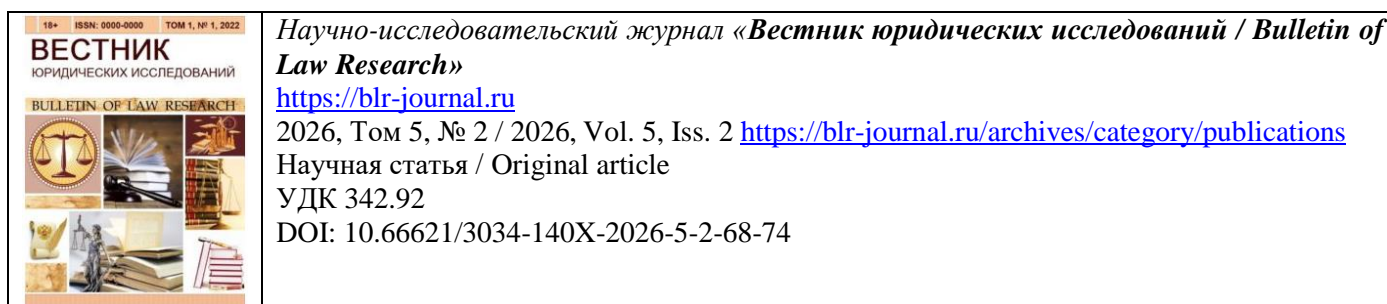 18+ ISSN: 0000-0000 ТОМ 1, № 1, 2022
ВЕСТНИК
ЮРИДИЧЕСКИХ ИССЛЕДОВАНИЙ
BULLETIN OF LAW RESEARCH
Научно-исследовательский журнал «Вестник юридических исследований / Bulletin of
Law Research»
https://blr-journal.ru
2026, Том 5, № 2 / 2026, Vol. 5, Iss. 2 https://blr-journal.ru/archives/category/publications
Научная статья / Original article
УДК 342.92
DOI: 10.66621/3034-140X-2026-5-2-68-74